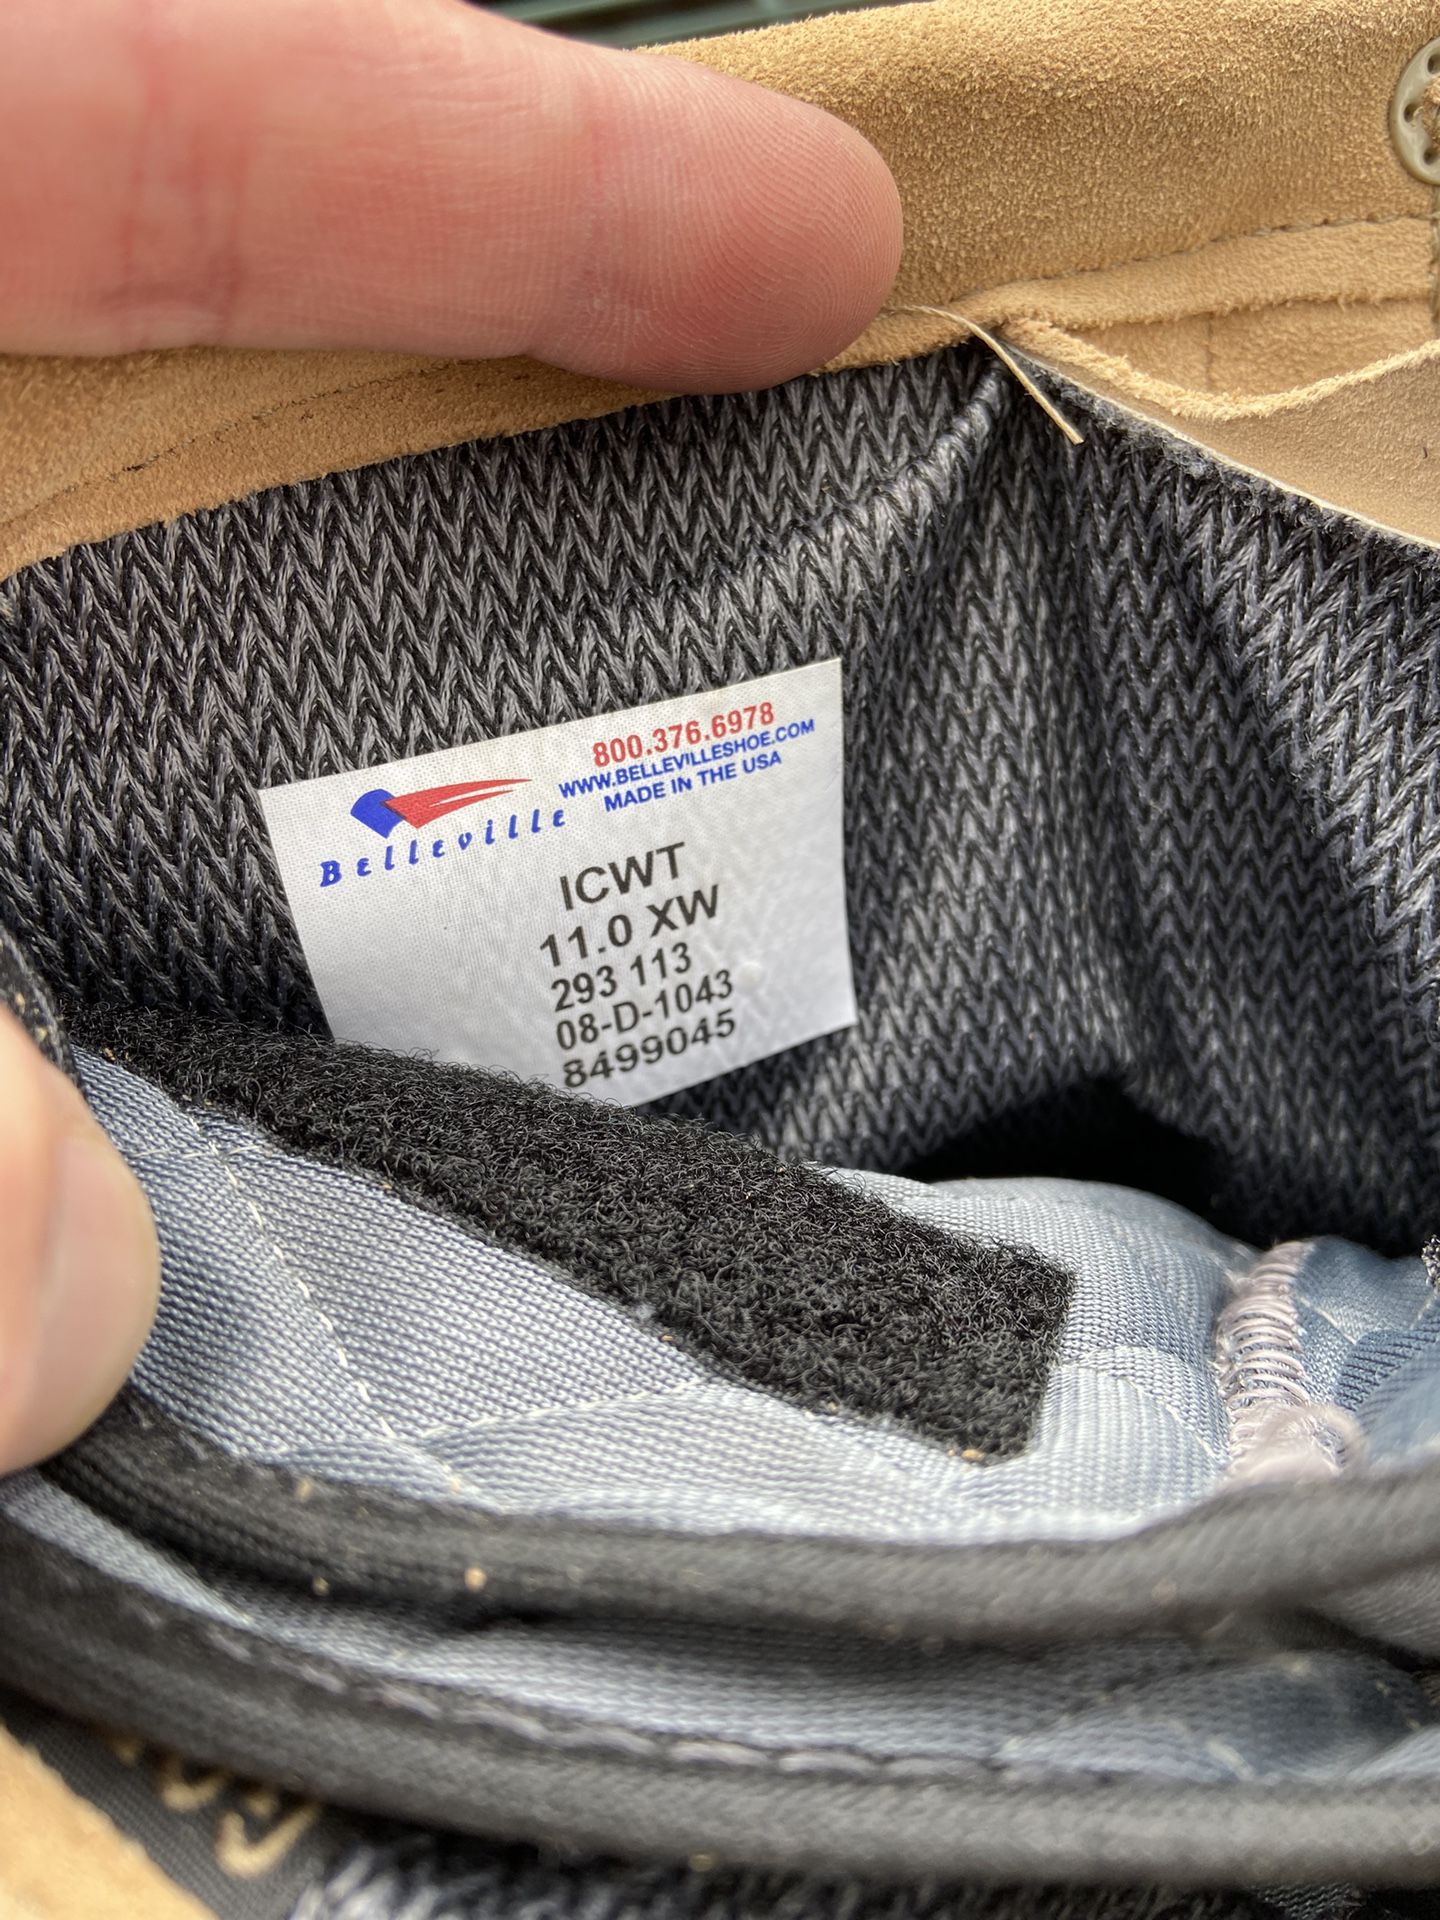 800.376.6978
WWW.BELLEVILLESHOE.COM
MADE IN THE USA
Belleville
ICWT
11.0 XW
293 113
08-D-1043
8499045